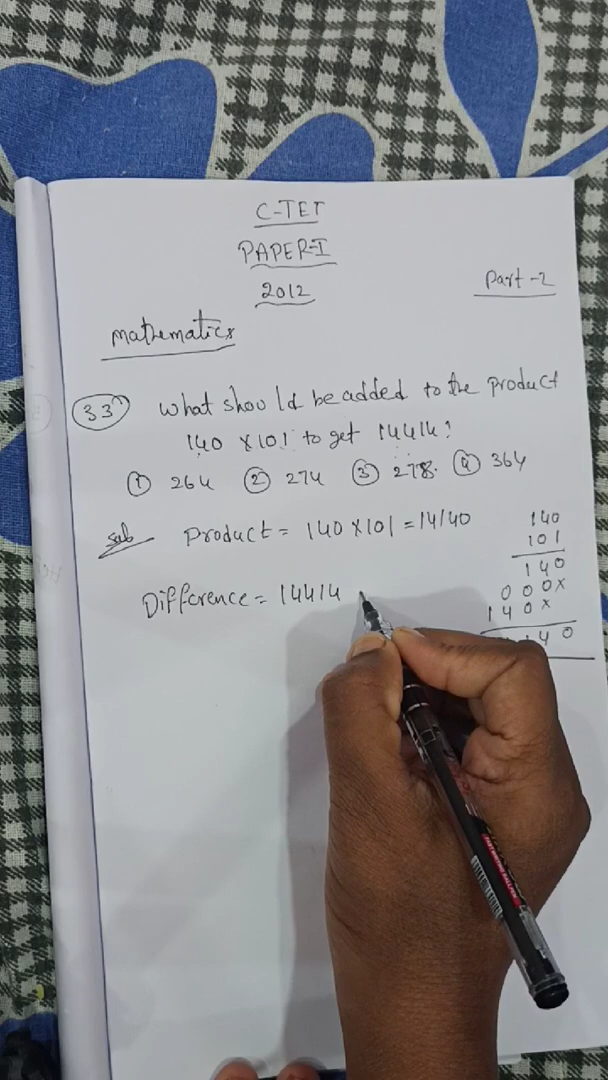 C-TET
PAPER-I
2012
Part-2
Mathematics
33) What should be added to the product
140 x 101 to get 14414?
① 264 ② 274 ③ 278. ④ 364
Sol Product = 140 x 101 = 14140
Difference = 14414
140
101
140
000x
140x
140